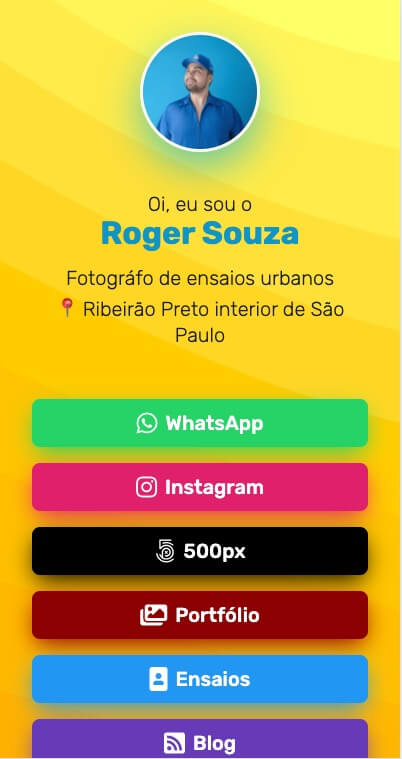 Oi, eu sou o
Roger Souza
Fotográfo de ensaios urbanos
📍 Ribeirão Preto interior de São
Paulo
WhatsApp
Instagram
500px
Portfólio
Ensaios
Blog